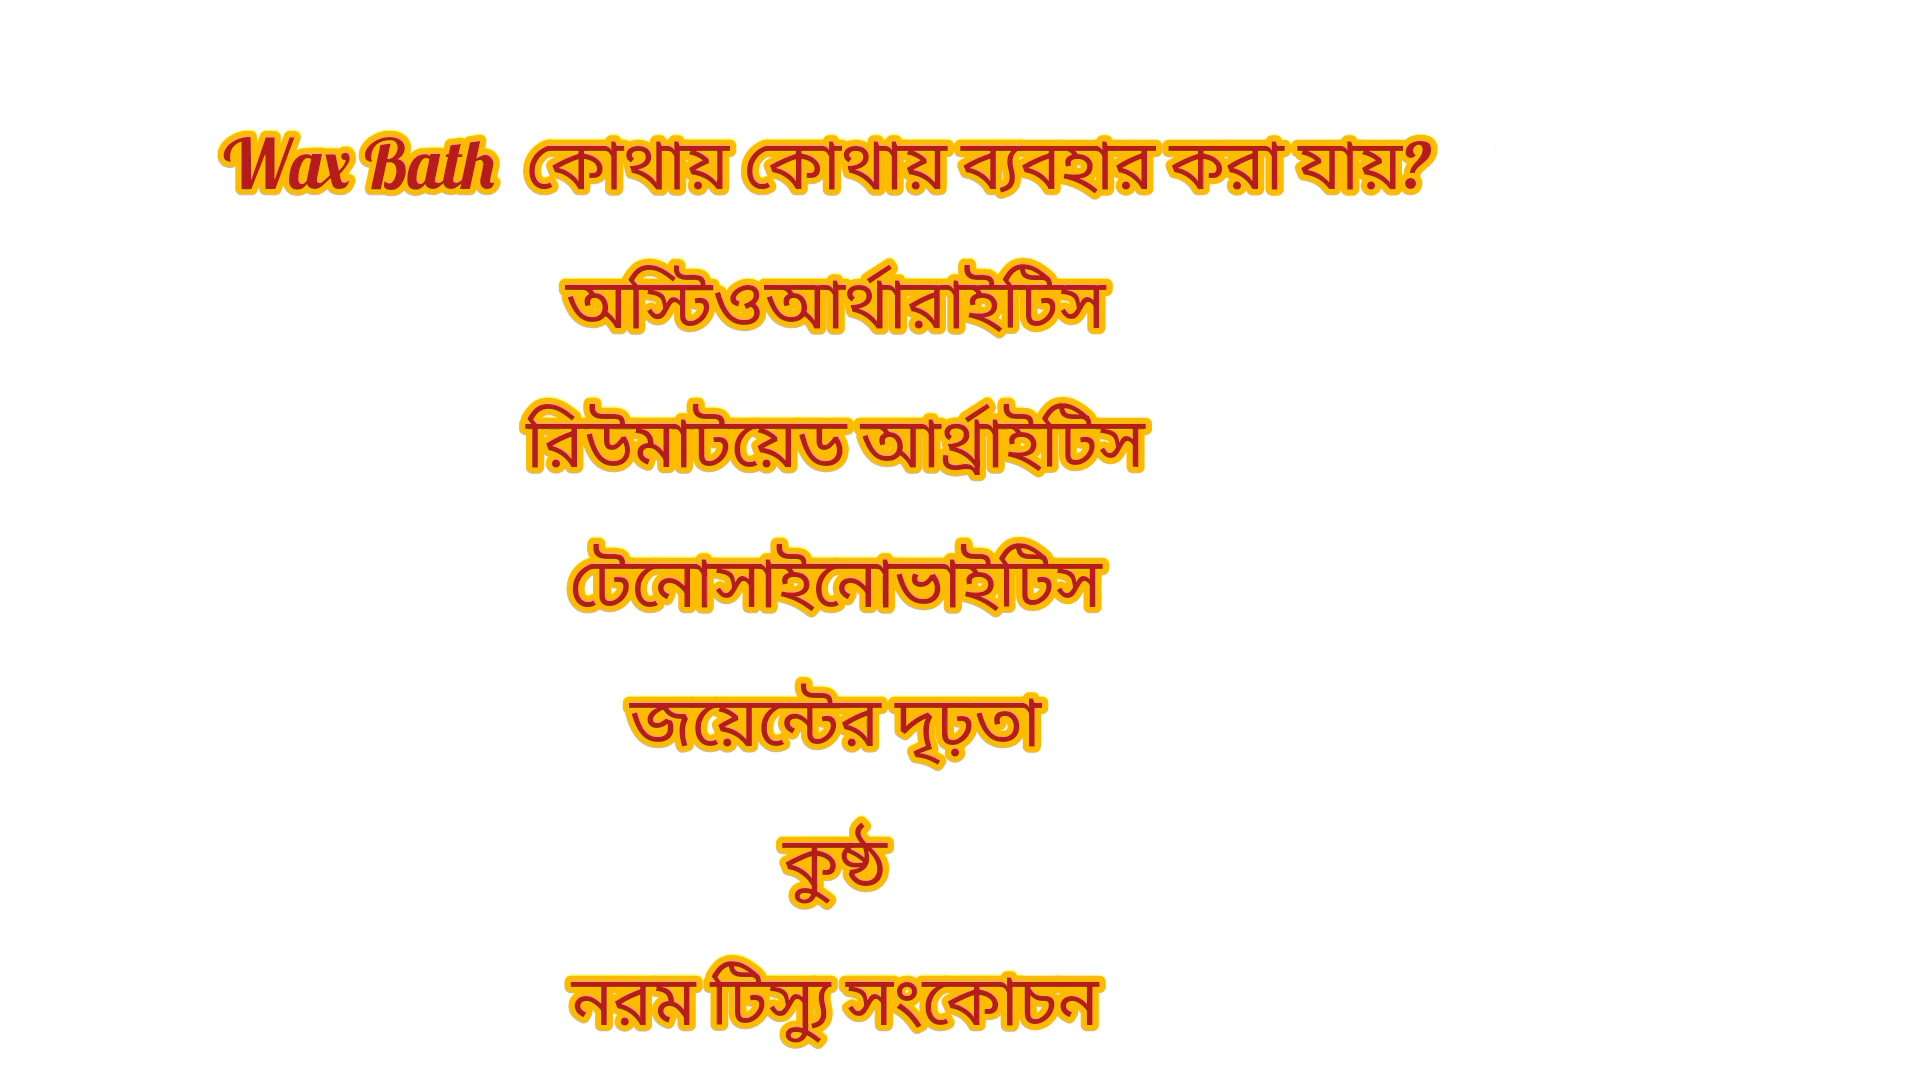 Wax Bath কোথায় কোথায় ব্যবহার করা যায়?
অস্টিওআর্থারাইটিস
রিউমাটয়েড আর্থ্রাইটিস
টেনোসাইনোভাইটিস
জয়েন্টের দৃঢ়তা
কুষ্ঠ
নরম টিস্যু সংকোচন